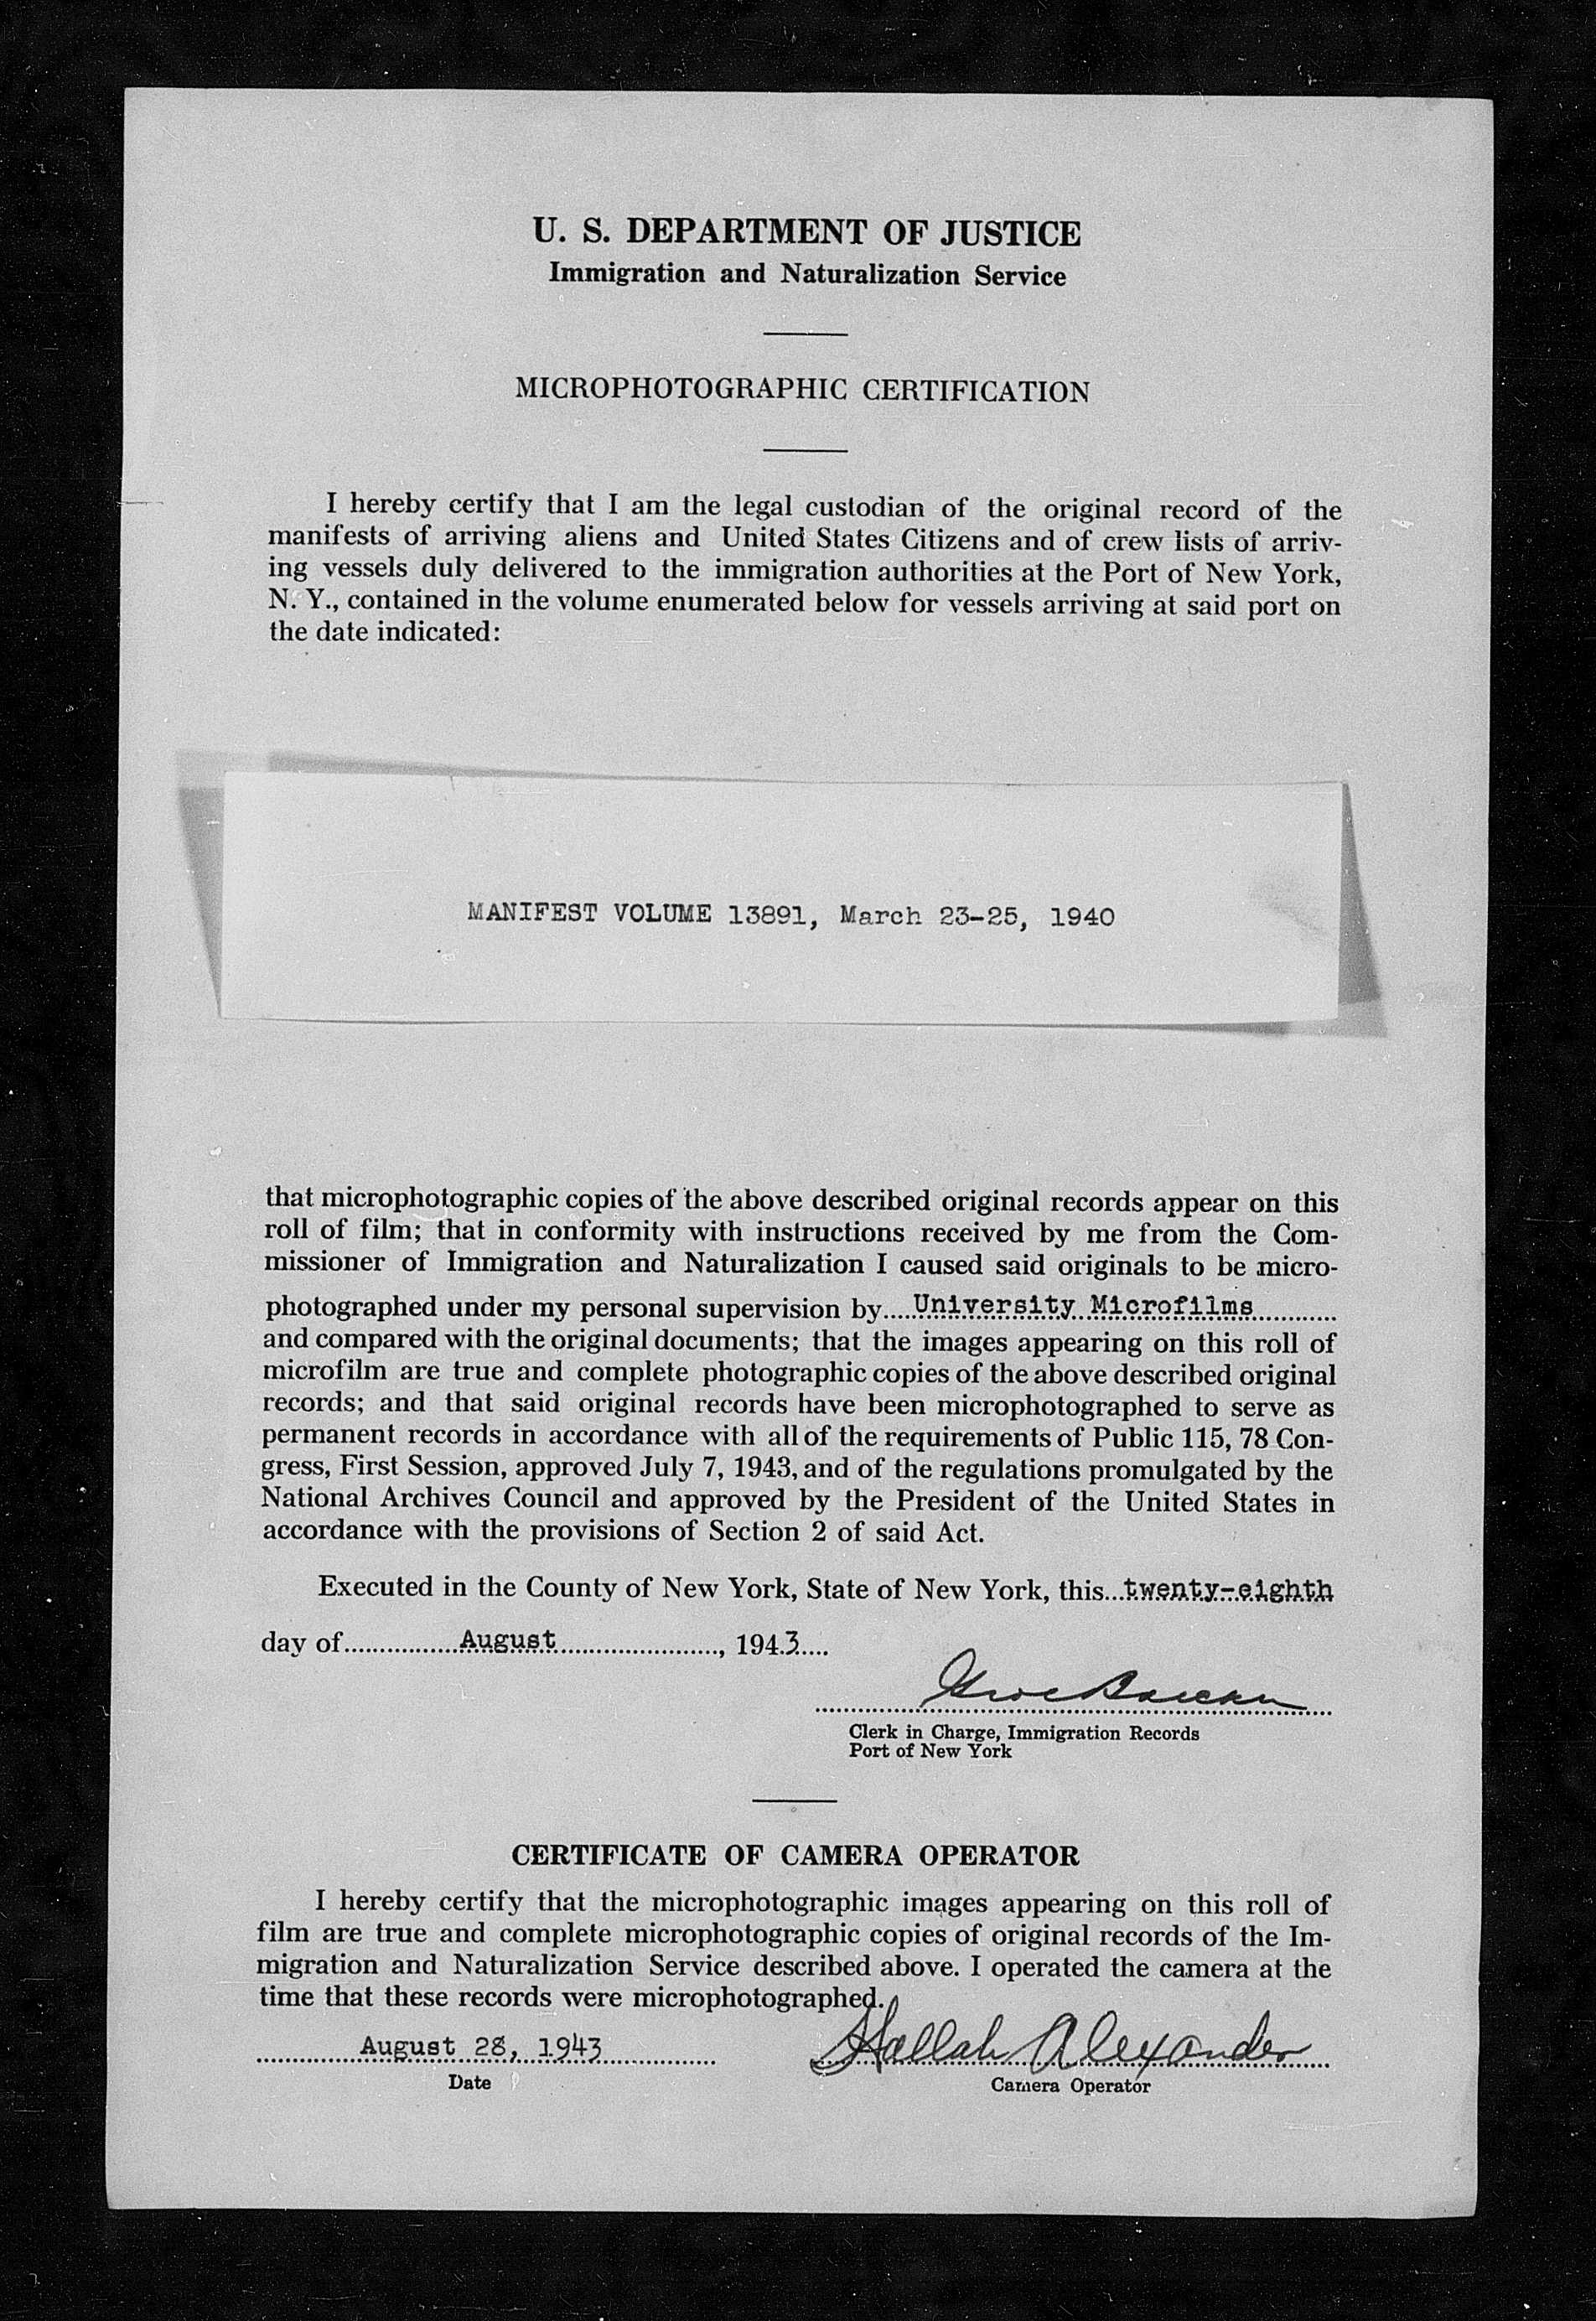 U. S. DEPARTMENT OF JUSTICE
Immigration and Naturalization Service
MICROPHOTOGRAPHIC CERTIFICATION
I hereby certify that I am the legal custodian of the original record of the
manifests of arriving aliens and United States Citizens and of crew lists of arriv-
ing vessels duly delivered to the immigration authorities at the Port of New York,
N. Y., contained in the volume enumerated below for vessels arriving at said port on
the date indicated:
MANIFEST VOLUME 13891, March 23-25, 1940
that microphotographic copies of the above described original records appear on this
roll of film; that in conformity with instructions received by me from the Com-
missioner of Immigration and Naturalization I caused said originals to be micro-
photographed under my personal supervision by....University Microfilms............
and compared with the original documents; that the images appearing on this roll of
microfilm are true and complete photographic copies of the above described original
records; and that said original records have been microphotographed to serve as
permanent records in accordance with all of the requirements of Public 115, 78 Con-
gress, First Session, approved July 7, 1943, and of the regulations promulgated by the
National Archives Council and approved by the President of the United States in
accordance with the provisions of Section 2 of said Act.
Executed in the County of New York, State of New York, this...twenty-eighth
day of................August........................, 1943....
Clerk in Charge, Immigration Records
Port of New York
CERTIFICATE OF CAMERA OPERATOR
I hereby certify that the microphotographic images appearing on this roll of
film are true and complete microphotographic copies of original records of the Im-
migration and Naturalization Service described above. I operated the camera at the
time that these records were microphotographed.
August 28, 1943 Hallah Alexander
Date Camera Operator